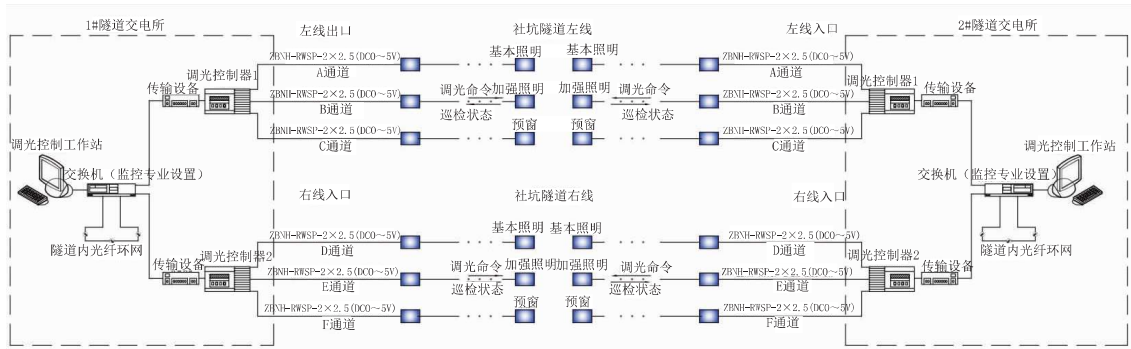 1#隧道交电所
左线出口
社坑隧道左线
左线入口
2#隧道交电所
ZBNH-RWSP-2×2.5(DC0～5V)
A通道
基本照明
基本照明
ZBNH-RWSP-2×2.5(DC0～5V)
A通道
调光控制器1
传输设备
ZBNH-RWSP-2×2.5(DC0～5V)
B通道
调光命令
加强照明
巡检状态
加强照明
调光命令
巡检状态
ZBNH-RWSP-2×2.5(DC0～5V)
B通道
调光控制器1
传输设备
ZBNH-RWSP-2×2.5(DC0～5V)
C通道
预窗
预窗
ZBNH-RWSP-2×2.5(DC0～5V)
C通道
调光控制工作站
交换机（监控专业设置）
隧道内光纤环网
调光控制工作站
交换机（监控专业设置）
隧道内光纤环网
右线入口
社坑隧道右线
右线入口
ZBNH-RWSP-2×2.5(DC0～5V)
D通道
基本照明
基本照明
ZBNH-RWSP-2×2.5(DC0～5V)
D通道
调光控制器2
传输设备
ZBNH-RWSP-2×2.5(DC0～5V)
E通道
调光命令
加强照明
巡检状态
加强照明
调光命令
巡检状态
ZBNH-RWSP-2×2.5(DC0～5V)
E通道
调光控制器2
传输设备
ZBNH-RWSP-2×2.5(DC0～5V)
F通道
预窗
预窗
ZBNH-RWSP-2×2.5(DC0～5V)
F通道